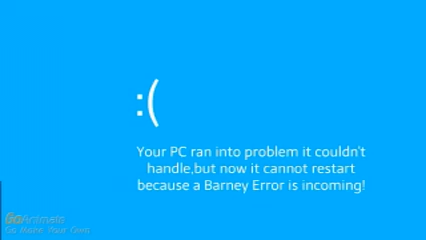 :(
Your PC ran into problem it couldn't
handle,but now it cannot restart
because a Barney Error is incoming!
GoAnimate
Go Make Your Own